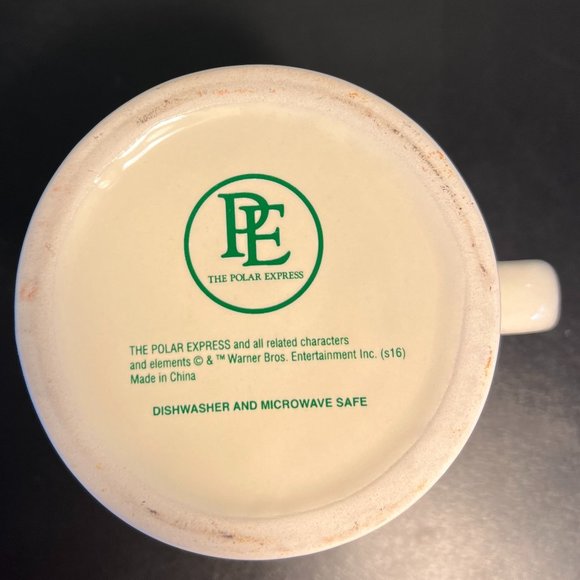 PE
THE POLAR EXPRESS
THE POLAR EXPRESS and all related characters
and elements © & ™ Warner Bros. Entertainment Inc. (s16)
Made in China
DISHWASHER AND MICROWAVE SAFE